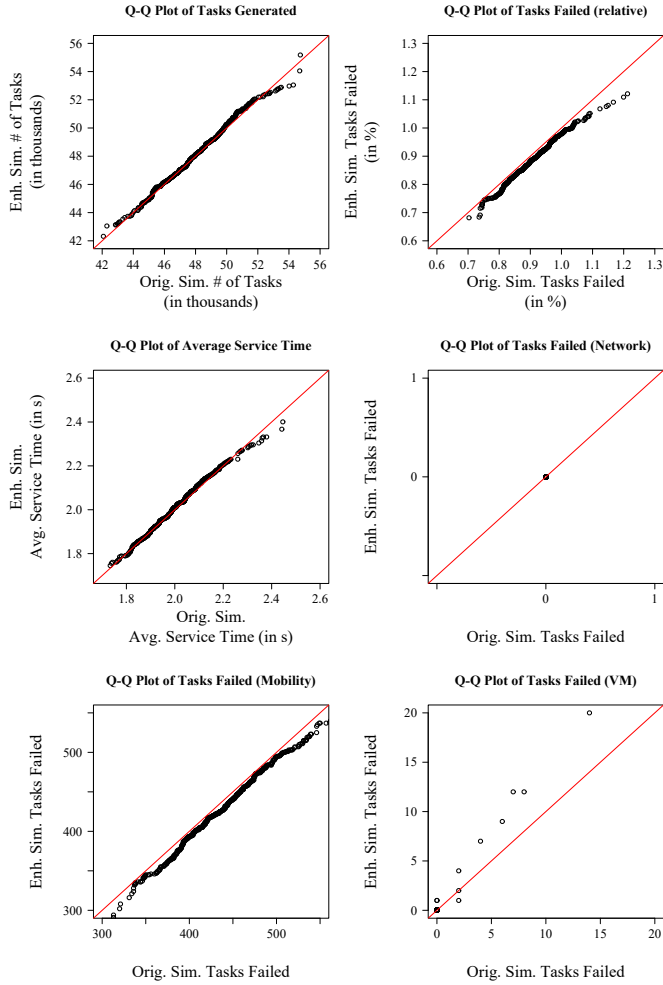 Q-Q Plot of Tasks Generated
Enh. Sim. # of Tasks
(in thousands)
56
54
52
50
48
46
44
42
42 44 46 48 50 52 54 56
Orig. Sim. # of Tasks
(in thousands)
Q-Q Plot of Tasks Failed (relative)
Enh. Sim. Tasks Failed
(in %)
1.3
1.2
1.1
1.0
0.9
0.8
0.7
0.6
0.6 0.7 0.8 0.9 1.0 1.1 1.2 1.3
Orig. Sim. Tasks Failed
(in %)
Q-Q Plot of Average Service Time
Enh. Sim.
Avg. Service Time (in s)
2.6
2.4
2.2
2.0
1.8
1.8 2.0 2.2 2.4 2.6
Orig. Sim.
Avg. Service Time (in s)
Q-Q Plot of Tasks Failed (Network)
Enh. Sim. Tasks Failed
1
0
0 1
Orig. Sim. Tasks Failed
Q-Q Plot of Tasks Failed (Mobility)
Enh. Sim. Tasks Failed
500
400
300
300 400 500
Orig. Sim. Tasks Failed
Q-Q Plot of Tasks Failed (VM)
Enh. Sim. Tasks Failed
20
15
10
5
0
0 5 10 15 20
Orig. Sim. Tasks Failed